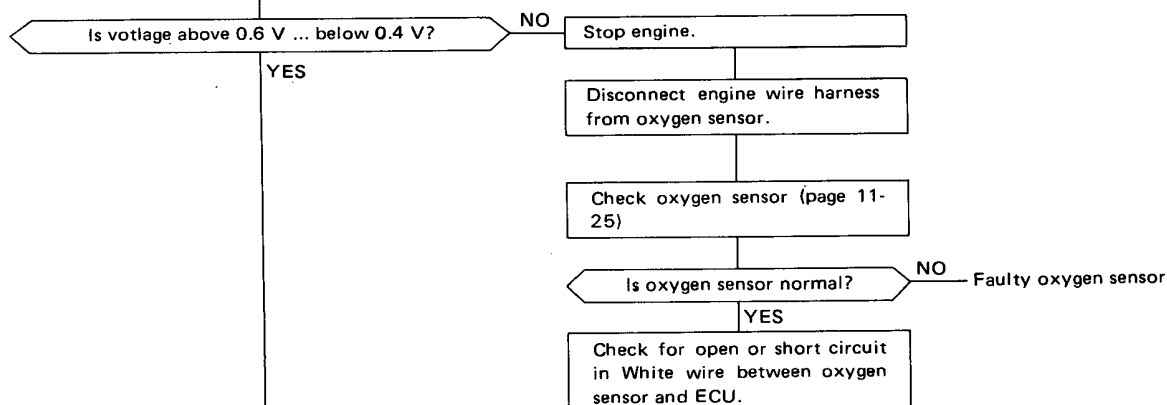 Is votlage above 0.6 V ... below 0.4 V?
NO
Stop engine.
YES
Disconnect engine wire harness
from oxygen sensor.
Check oxygen sensor (page 11-
25)
Is oxygen sensor normal?
NO
Faulty oxygen sensor
YES
Check for open or short circuit
in White wire between oxygen
sensor and ECU.